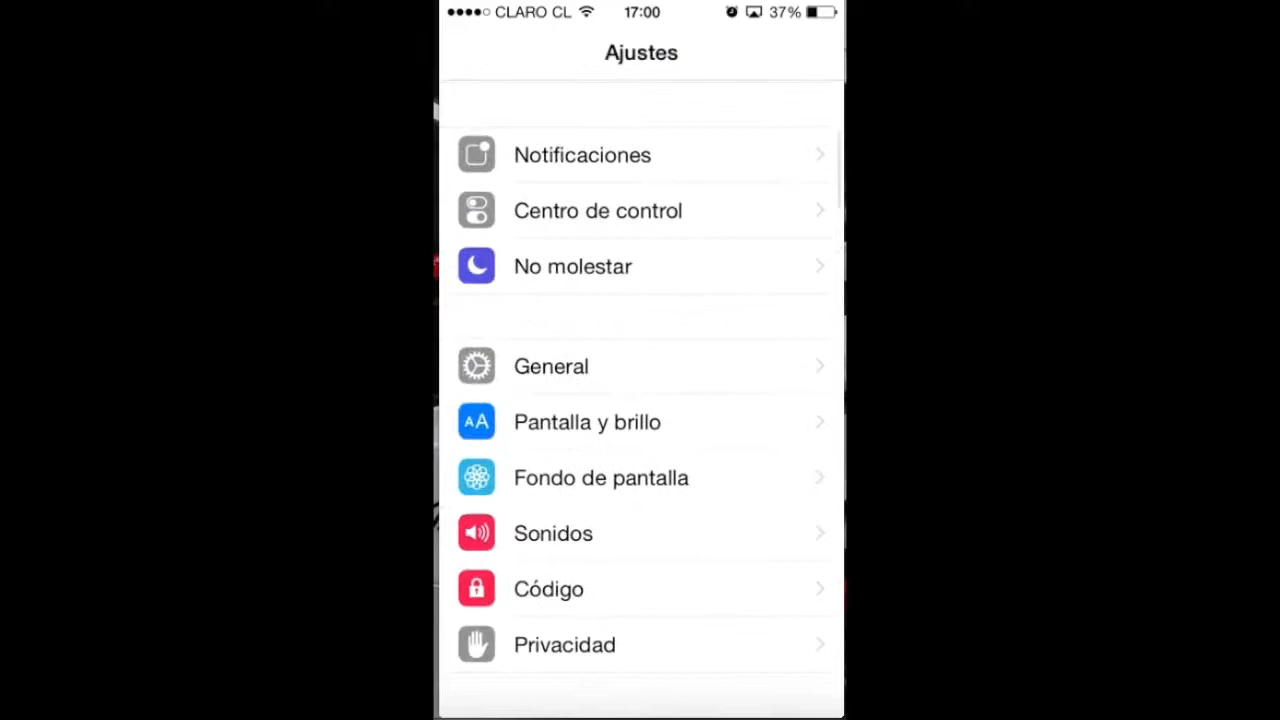 CLARO CL 17:00 37%
Ajustes
Notificaciones
Centro de control
No molestar
General
AA Pantalla y brillo
Fondo de pantalla
Sonidos
Código
Privacidad